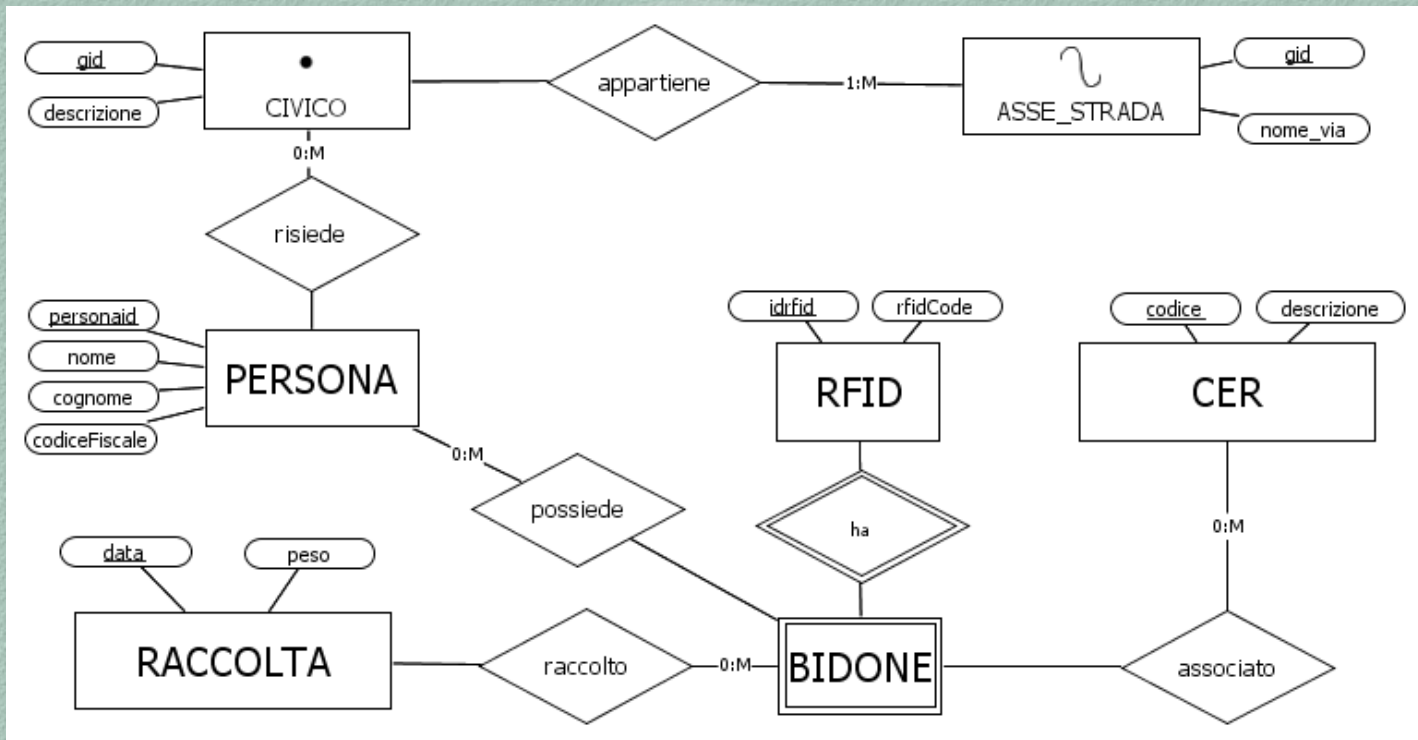 gid
descrizione
CIVICO
appartiene
1:M
ASSE_STRADA
gid
nome_via
0:M
risiede
personaid
nome
cognome
codiceFiscale
PERSONA
idrfid
rfidCode
RFID
codice
descrizione
CER
0:M
possiede
ha
0:M
data
peso
RACCOLTA
raccolto
0:M
BIDONE
associato